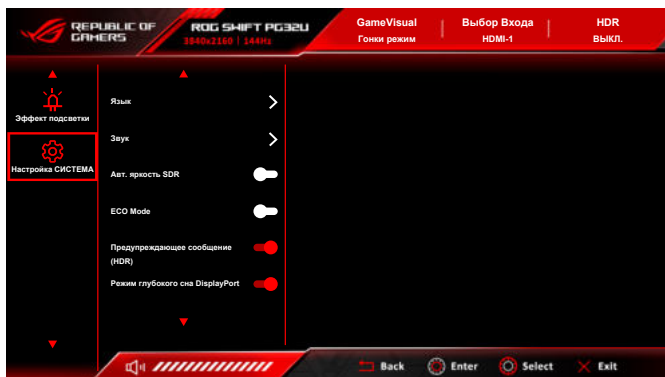 REPUBLIC OF
GAMERS
ROG SWIFT PG32U
3840x2160 | 144Hz
GameVisual
Гонки режим
Выбор Входа
HDMI-1
HDR
ВЫКЛ.
Эффект подсветки
Настройка СИСТЕМА
Язык
Звук
Авт. яркость SDR
ECO Mode
Предупреждающее сообщение
(HDR)
Режим глубокого сна DisplayPort
Back
Enter
Select
Exit